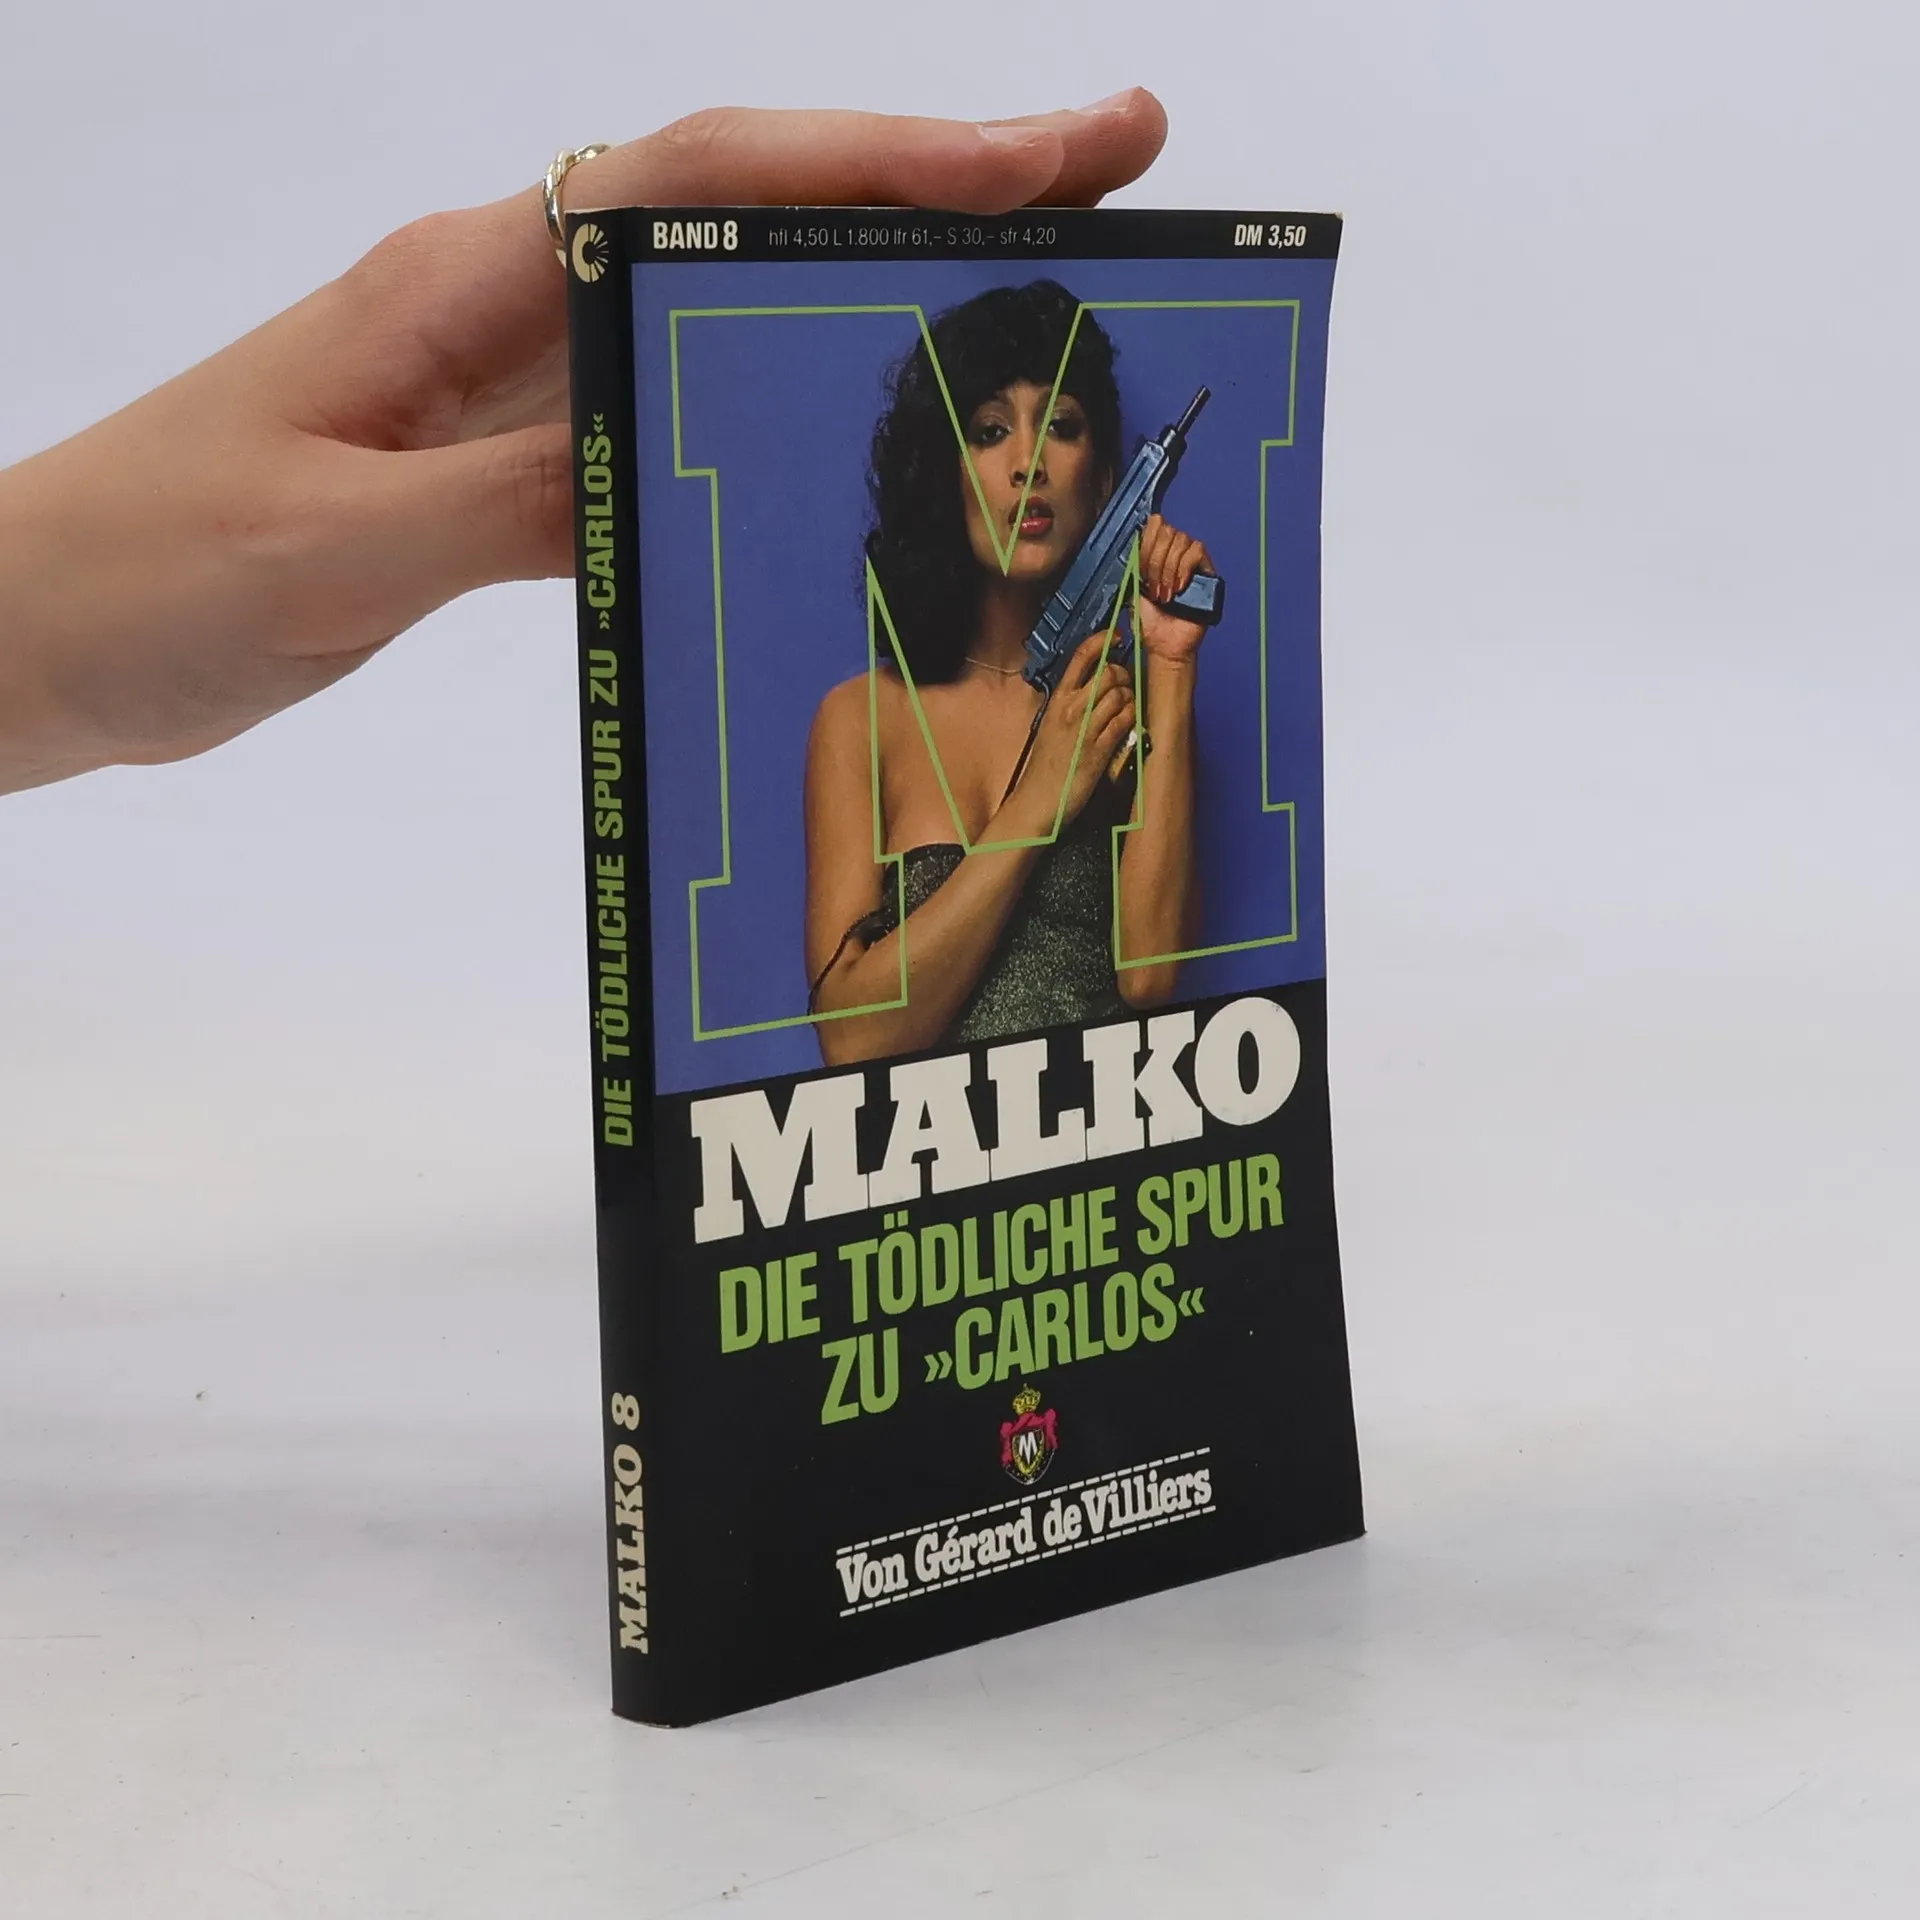 BAND 8 hfl 4,50 L 1.800 lfr 61,– S 30,– sfr 4,20 DM 3,50
M
MALKO
DIE TÖDLICHE SPUR
ZU »CARLOS«
M
Von Gérard de Villiers
DIE TÖDLICHE SPUR ZU »CARLOS«
MALKO 8